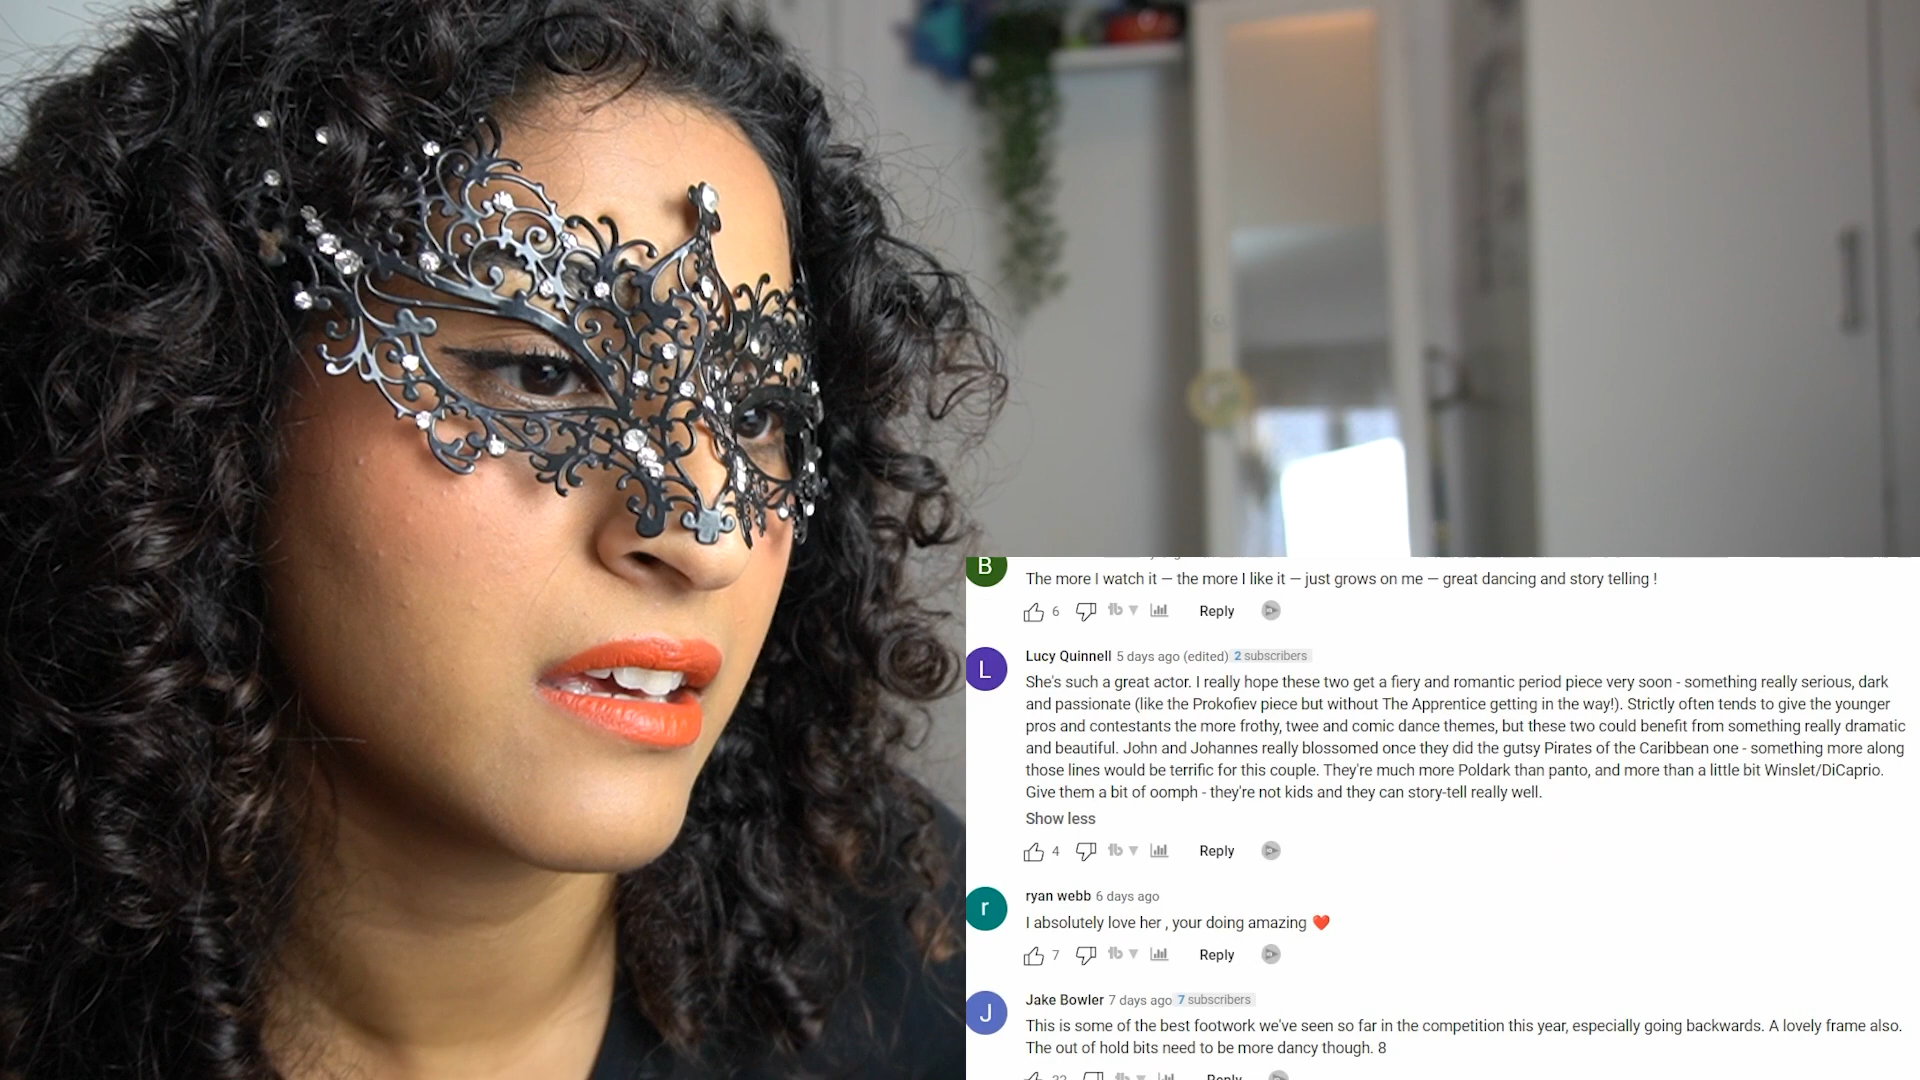 B
The more I watch it — the more I like it — just grows on me — great dancing and story telling !
6 Reply
L
Lucy Quinnell 5 days ago (edited) 2 subscribers
She's such a great actor. I really hope these two get a fiery and romantic period piece very soon - something really serious, dark
and passionate (like the Prokofiev piece but without The Apprentice getting in the way!). Strictly often tends to give the younger
pros and contestants the more frothy, twee and comic dance themes, but these two could benefit from something really dramatic
and beautiful. John and Johannes really blossomed once they did the gutsy Pirates of the Caribbean one - something more along
those lines would be terrific for this couple. They're much more Poldark than panto, and more than a little bit Winslet/DiCaprio.
Give them a bit of oomph - they're not kids and they can story-tell really well.
Show less
4 Reply
r
ryan webb 6 days ago
I absolutely love her , your doing amazing ❤️
7 Reply
J
Jake Bowler 7 days ago 7 subscribers
This is some of the best footwork we've seen so far in the competition this year, especially going backwards. A lovely frame also.
The out of hold bits need to be more dancy though. 8
Reply